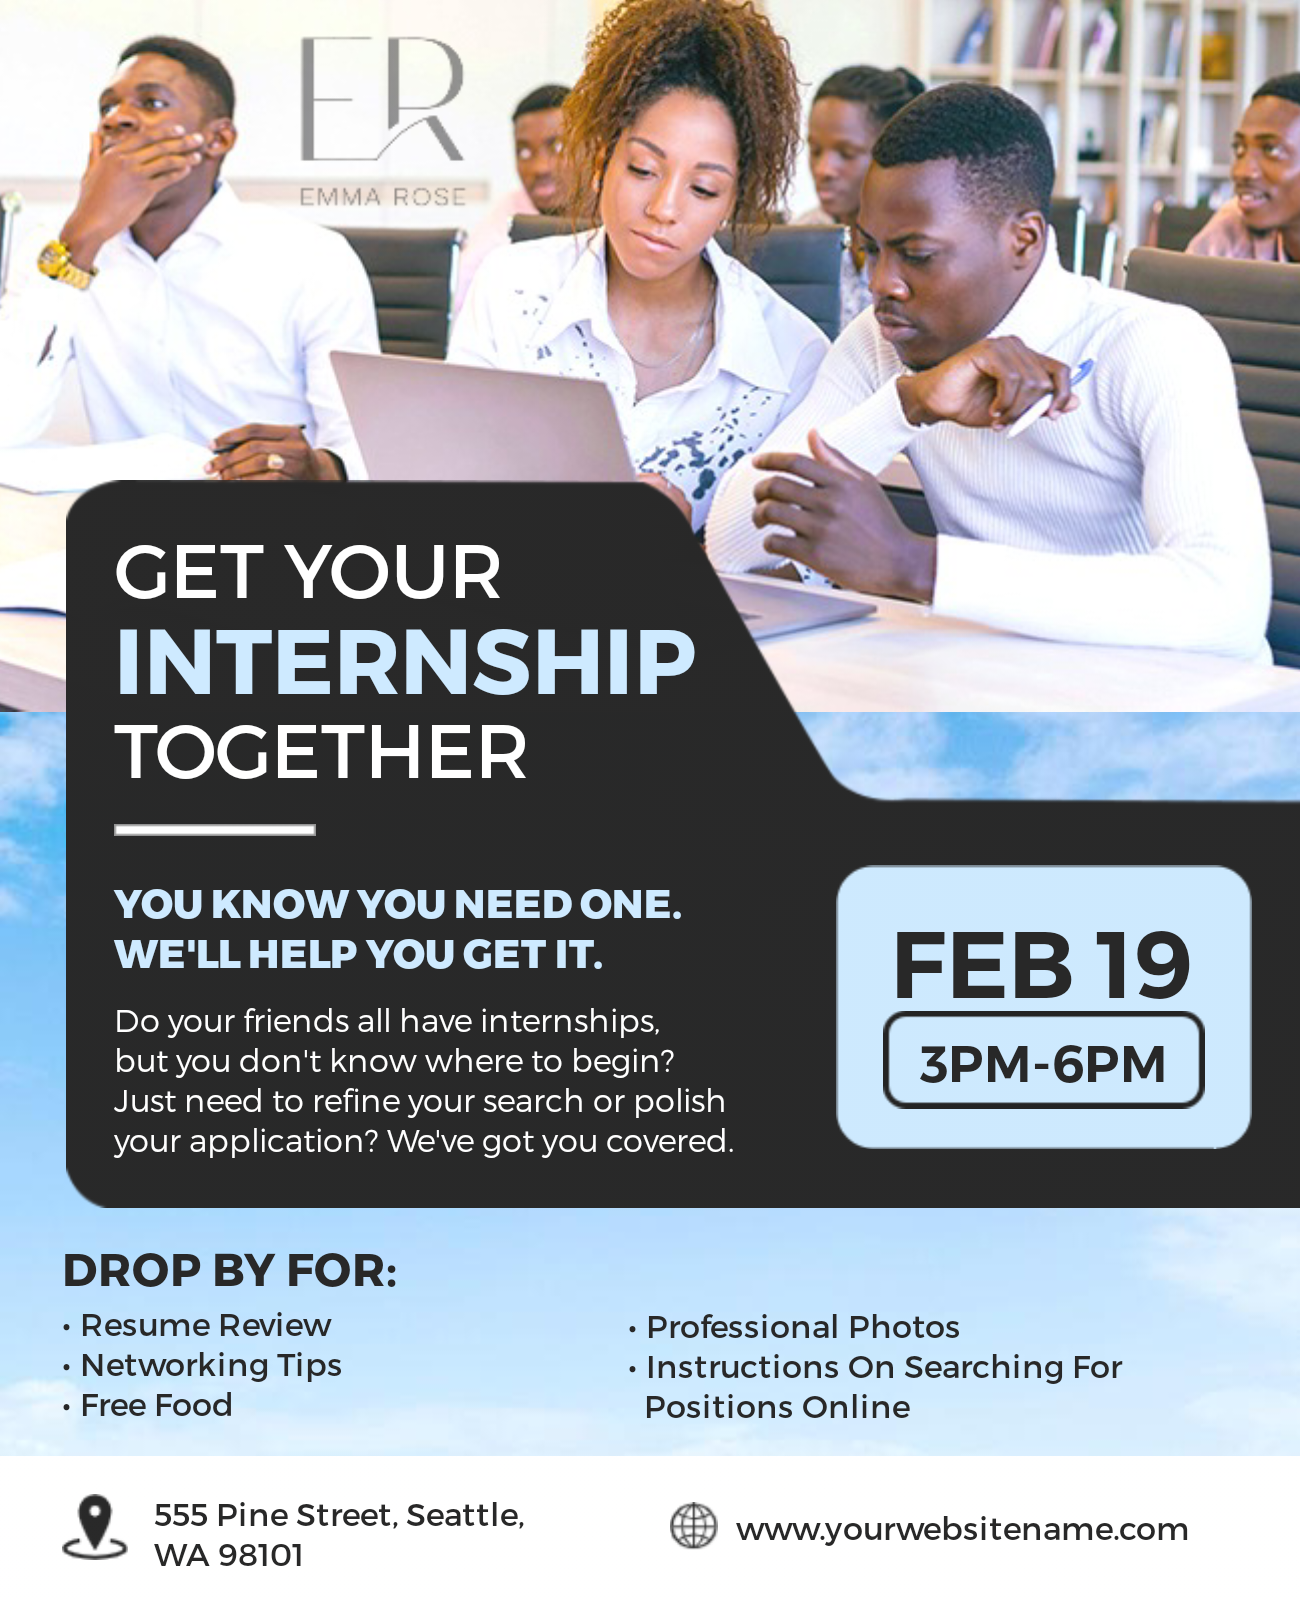 ER
EMMA ROSE
GET YOUR
INTERNSHIP
TOGETHER
YOU KNOW YOU NEED ONE.
WE'LL HELP YOU GET IT.
Do your friends all have internships,
but you don't know where to begin?
Just need to refine your search or polish
your application? We've got you covered.
FEB 19
3PM-6PM
DROP BY FOR:
• Resume Review
• Networking Tips
• Free Food
• Professional Photos
• Instructions On Searching For
Positions Online
555 Pine Street, Seattle,
WA 98101
www.yourwebsitename.com